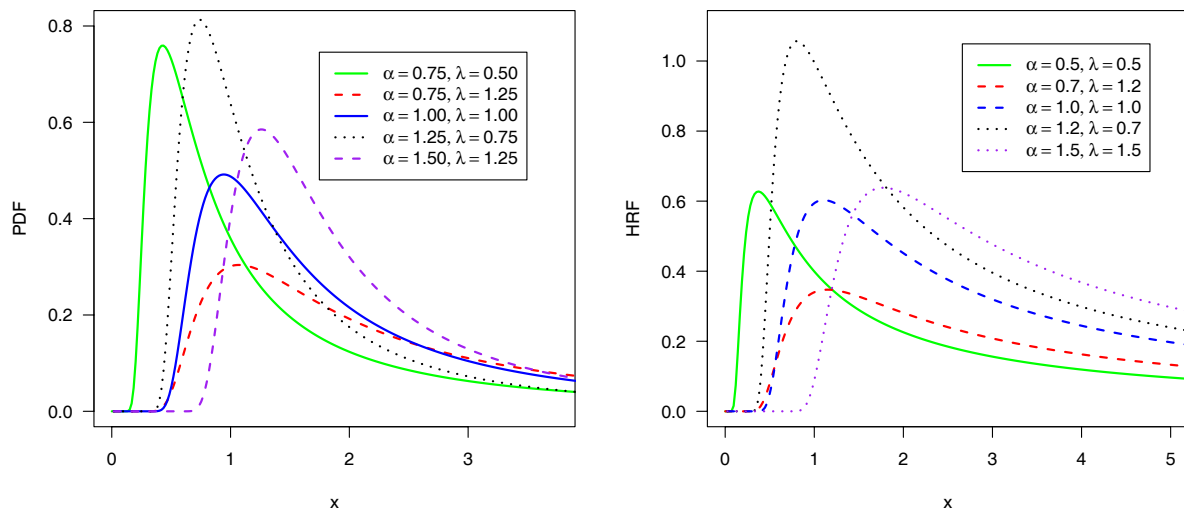 PDF
0.8
0.6
0.4
0.2
0.0
α = 0.75, λ = 0.50
α = 0.75, λ = 1.25
α = 1.00, λ = 1.00
α = 1.25, λ = 0.75
α = 1.50, λ = 1.25
0 1 2 3
x
HRF
1.0
0.8
0.6
0.4
0.2
0.0
α = 0.5, λ = 0.5
α = 0.7, λ = 1.2
α = 1.0, λ = 1.0
α = 1.2, λ = 0.7
α = 1.5, λ = 1.5
0 1 2 3 4 5
x